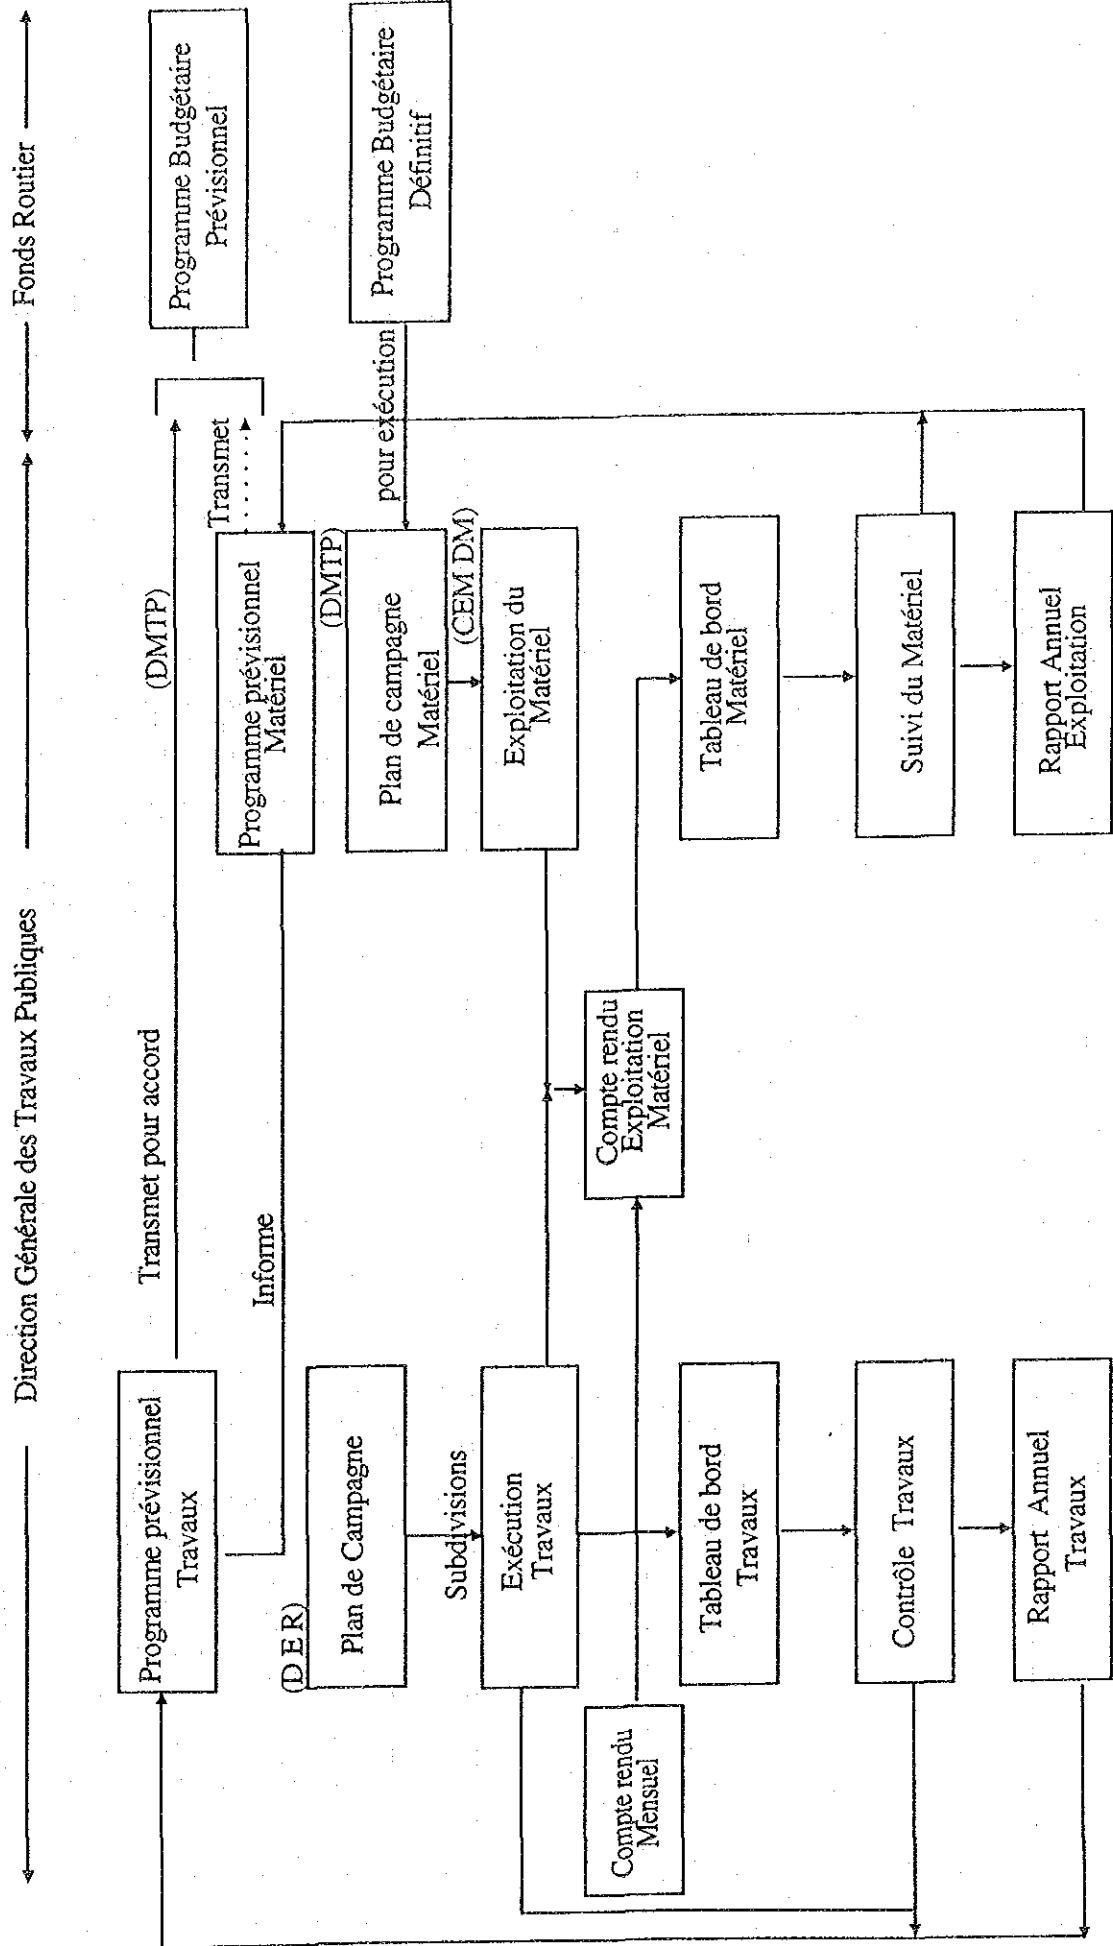 Direction Générale des Travaux Publiques
Fonds Routier
Programme prévisionnel
Travaux
Transmet pour accord
(DMTP)
Programme Budgétaire
Prévisionnel
Informe
Programme prévisionnel
Matériel
Transmet
(DER)
Plan de Campagne
(DMTP)
Plan de campagne
Matériel
pour exécution
Programme Budgétaire
Définitif
Subdivisions
(CEM DM)
Exécution
Travaux
Exploitation du
Matériel
Compte rendu
Mensuel
Compte rendu
Exploitation
Matériel
Tableau de bord
Travaux
Tableau de bord
Matériel
Contrôle Travaux
Suivi du Matériel
Rapport Annuel
Travaux
Rapport Annuel
Exploitation